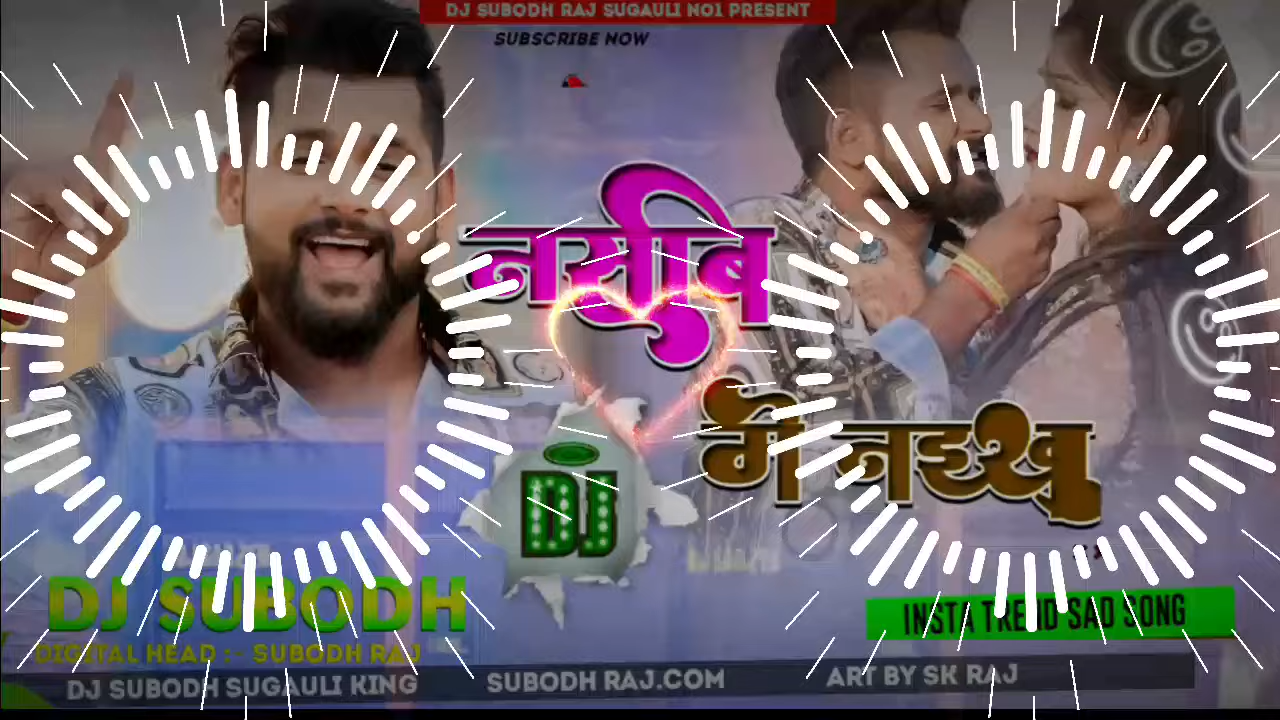 DJ SUBODH RAJ SUGAULI NO1 PRESENT
SUBSCRIBE NOW
नसीब
में नइखु
DJ
DJ SUBODH
DIGITAL HEAD :- SUBODH RAJ
INSTA TREND SAD SONG
DJ SUBODH SUGAULI KING
SUBODH RAJ.COM
ART BY SK RAJ